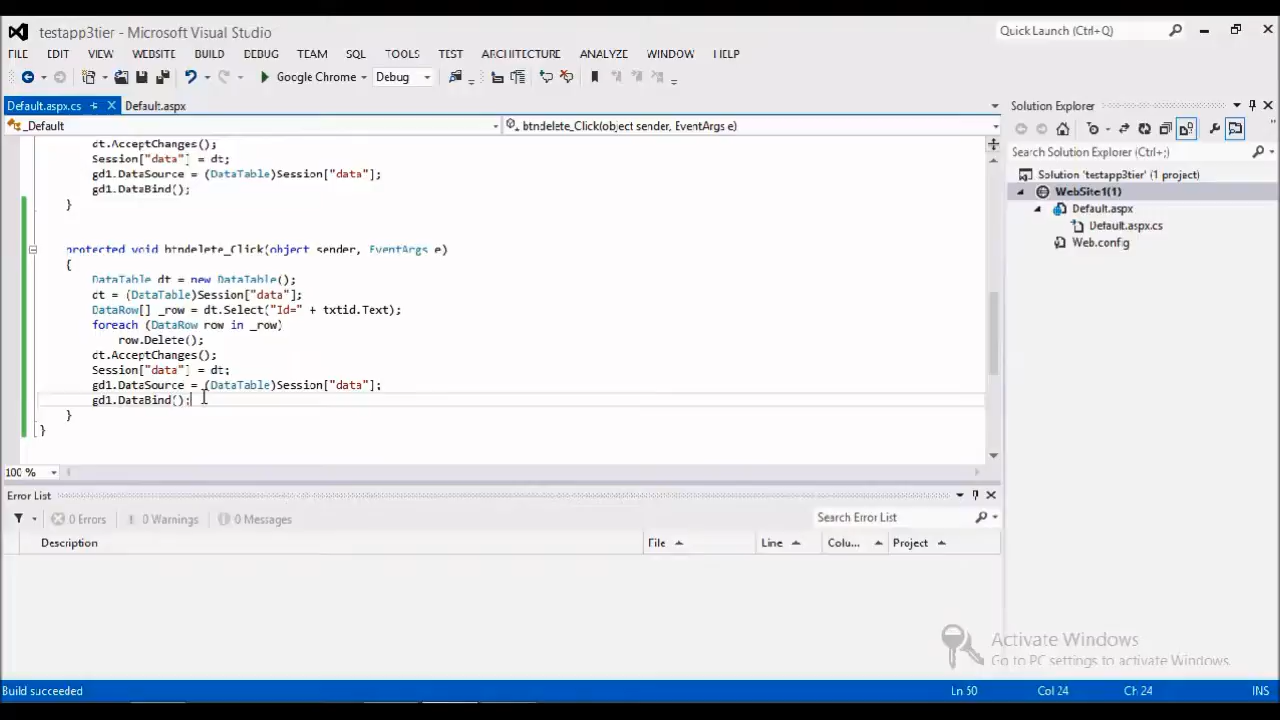 testapp3tier - Microsoft Visual Studio
Quick Launch (Ctrl+Q)
FILE EDIT VIEW WEBSITE BUILD DEBUG TEAM SQL TOOLS TEST ARCHITECTURE ANALYZE WINDOW HELP
Google Chrome Debug
Default.aspx.cs Default.aspx
_Default btndelete_Click(object sender, EventArgs e)
dt.AcceptChanges();
Session["data"] = dt;
gd1.DataSource = (DataTable)Session["data"];
gd1.DataBind();
}
protected void btndelete_Click(object sender, EventArgs e)
{
DataTable dt = new DataTable();
dt = (DataTable)Session["data"];
DataRow[] _row = dt.Select("Id=" + txtid.Text);
foreach (DataRow row in _row)
row.Delete();
dt.AcceptChanges();
Session["data"] = dt;
gd1.DataSource = (DataTable)Session["data"];
gd1.DataBind();
}
}
100 %
Solution Explorer
Search Solution Explorer (Ctrl+;)
Solution 'testapp3tier' (1 project)
WebSite1(1)
Default.aspx
Default.aspx.cs
Web.config
Error List
0 Errors 0 Warnings 0 Messages
Search Error List
Description File Line Colu... Project
Activate Windows
Go to PC settings to activate Windows.
Build succeeded Ln 50 Col 24 Ch 24 INS